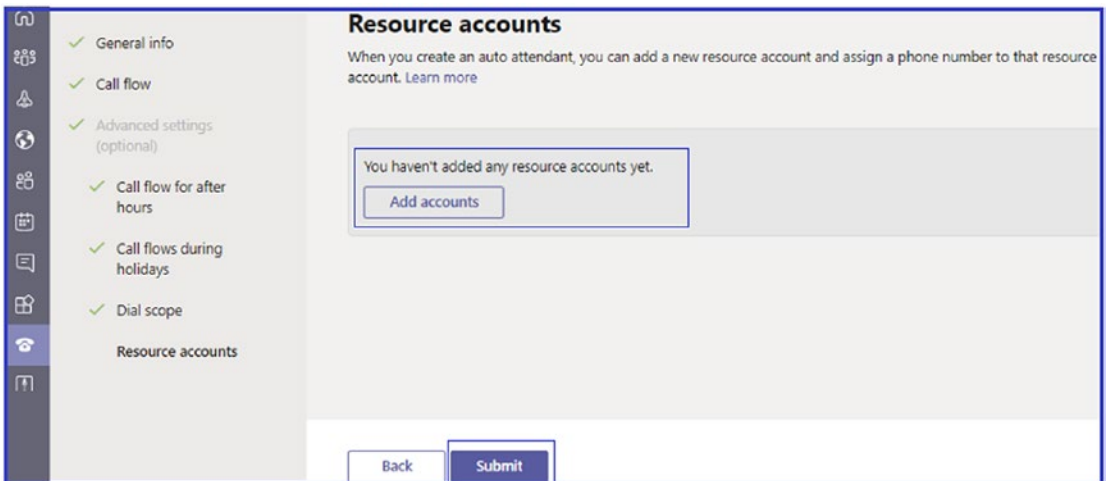 General info
Call flow
Advanced settings
(optional)
Call flow for after
hours
Call flows during
holidays
Dial scope
Resource accounts
Resource accounts
When you create an auto attendant, you can add a new resource account and assign a phone number to that resource
account. Learn more
You haven't added any resource accounts yet.
Add accounts
Back
Submit